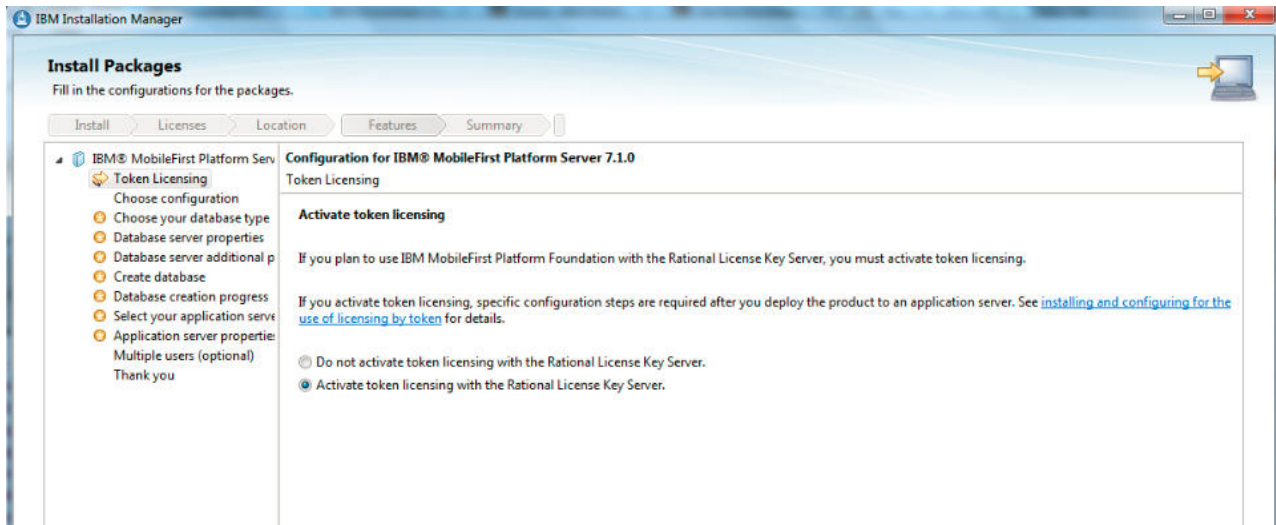 IBM Installation Manager
Install Packages
Fill in the configurations for the packages.
Install
Licenses
Location
Features
Summary
IBM® MobileFirst Platform Serv
Token Licensing
Choose configuration
Choose your database type
Database server properties
Database server additional p
Create database
Database creation progress
Select your application serve
Application server properties
Multiple users (optional)
Thank you
Configuration for IBM® MobileFirst Platform Server 7.1.0
Token Licensing
Activate token licensing
If you plan to use IBM MobileFirst Platform Foundation with the Rational License Key Server, you must activate token licensing.
If you activate token licensing, specific configuration steps are required after you deploy the product to an application server. See installing and configuring for the
use of licensing by token for details.
Do not activate token licensing with the Rational License Key Server.
Activate token licensing with the Rational License Key Server.